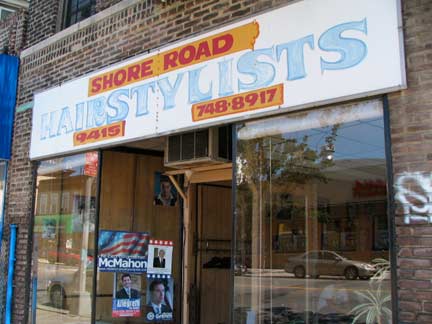 SHORE ROAD
HAIRSTYLISTS
9415
748-8917
McMAHON